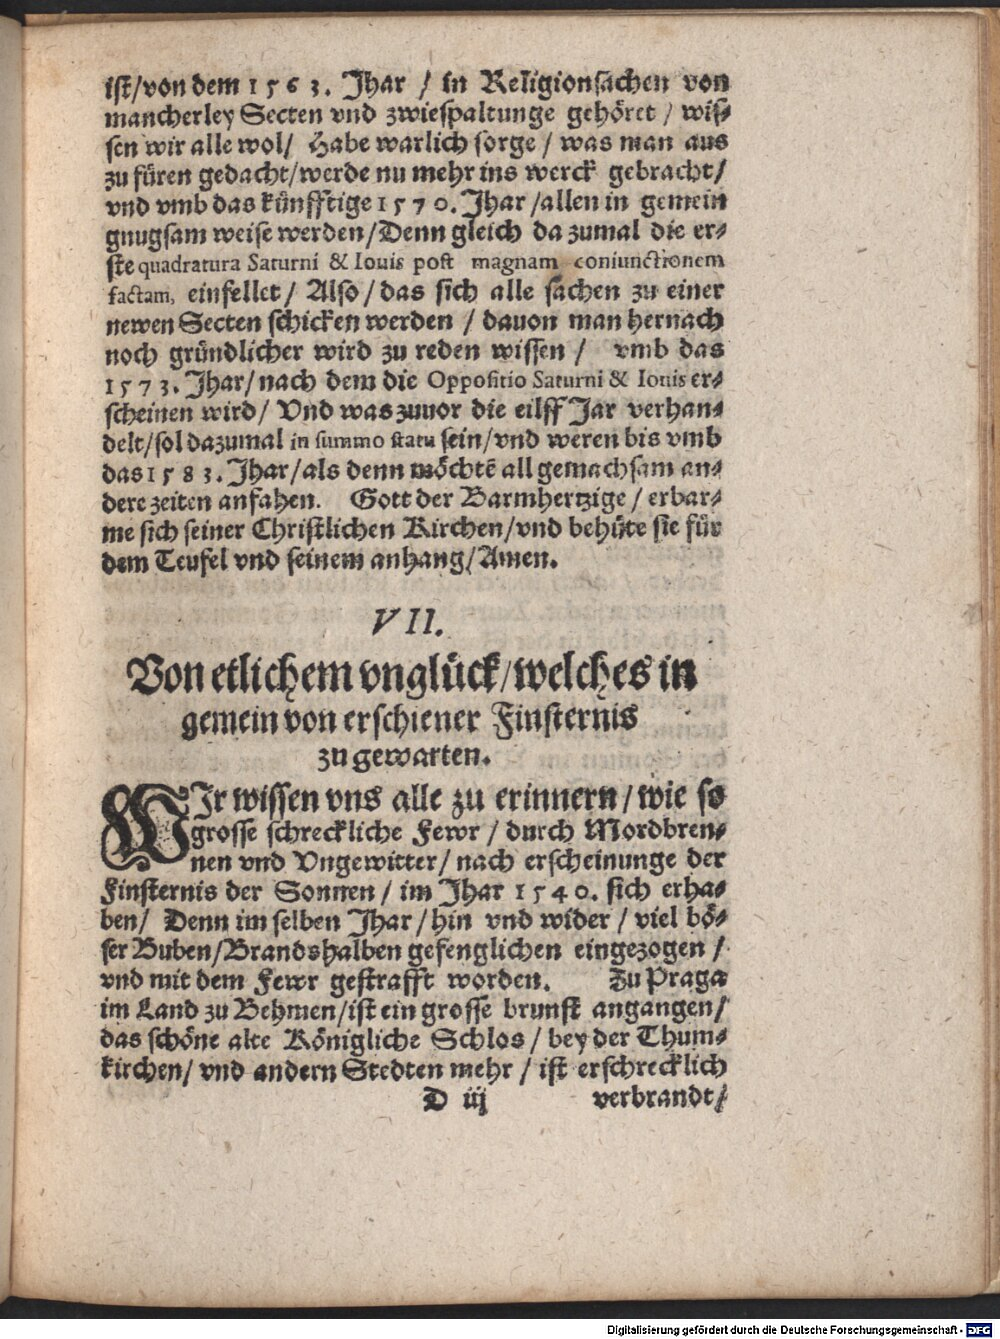 ist/von dem 1563. Jhar / in Religionsachen von
mancherley Secten vnd zwiespaltunge gehöret / wis⸗
sen wir alle wol/ Habe warlich sorge / was man aus
zu füren gedacht/werde nu mehr ins werck gebracht/
vnd vmb das künfftige 1570. Jhar /allen in gemein
gnugsam weise werden/Denn gleich da zumal die er⸗
ste quadratura Saturni & Iouis post magnam coniunctionem
factam, einfellet/ Also/das sich alle sachen zu einer
newen Secten schicken werden / dauon man hernach
noch gründlicher wird zu reden wissen / vmb das
1573. Jhar/nach dem die Oppositio Saturni & Iouis er⸗
scheinen wird/ Vnd was zuuor die eilff Jar verhan⸗
delt/sol dazumal in summo statu sein/vnd weren bis vmb
das 1583. Jhar/als denn möchtē all gemachsam an⸗
dere zeiten anfahen. Gott der Barmhertzige / erbar⸗
me sich seiner Christlichen Kirchen/vnd behüte sie für
dem Teufel vnd seinem anhang/Amen.
VII.
Von etlichem vnglück/welches in
gemein von erschiener Finsternis
zu gewarten.
WJr wissen vns alle zu erinnern/wie so
grosse schreckliche Fewr / durch Mordbren⸗
nen vnd Vngewitter/nach erscheinunge der
Finsternis der Sonnen / im Jhar 1540. sich erha⸗
ben/ Denn im selben Jhar/hin vnd wider / viel bö⸗
ser Buben/Brandshalben gefenglichen eingezogen /
vnd mit dem Fewr gestrafft worden. Zu Praga
im Land zu Behmen/ist ein grosse brunst angangen/
das schöne alte Königliche Schlos / bey der Thum⸗
kirchen/ vnd andern Stedten mehr / ist erschrecklich
D iij verbrandt/
Digitalisierung gefördert durch die Deutsche Forschungsgemeinschaft - DFG